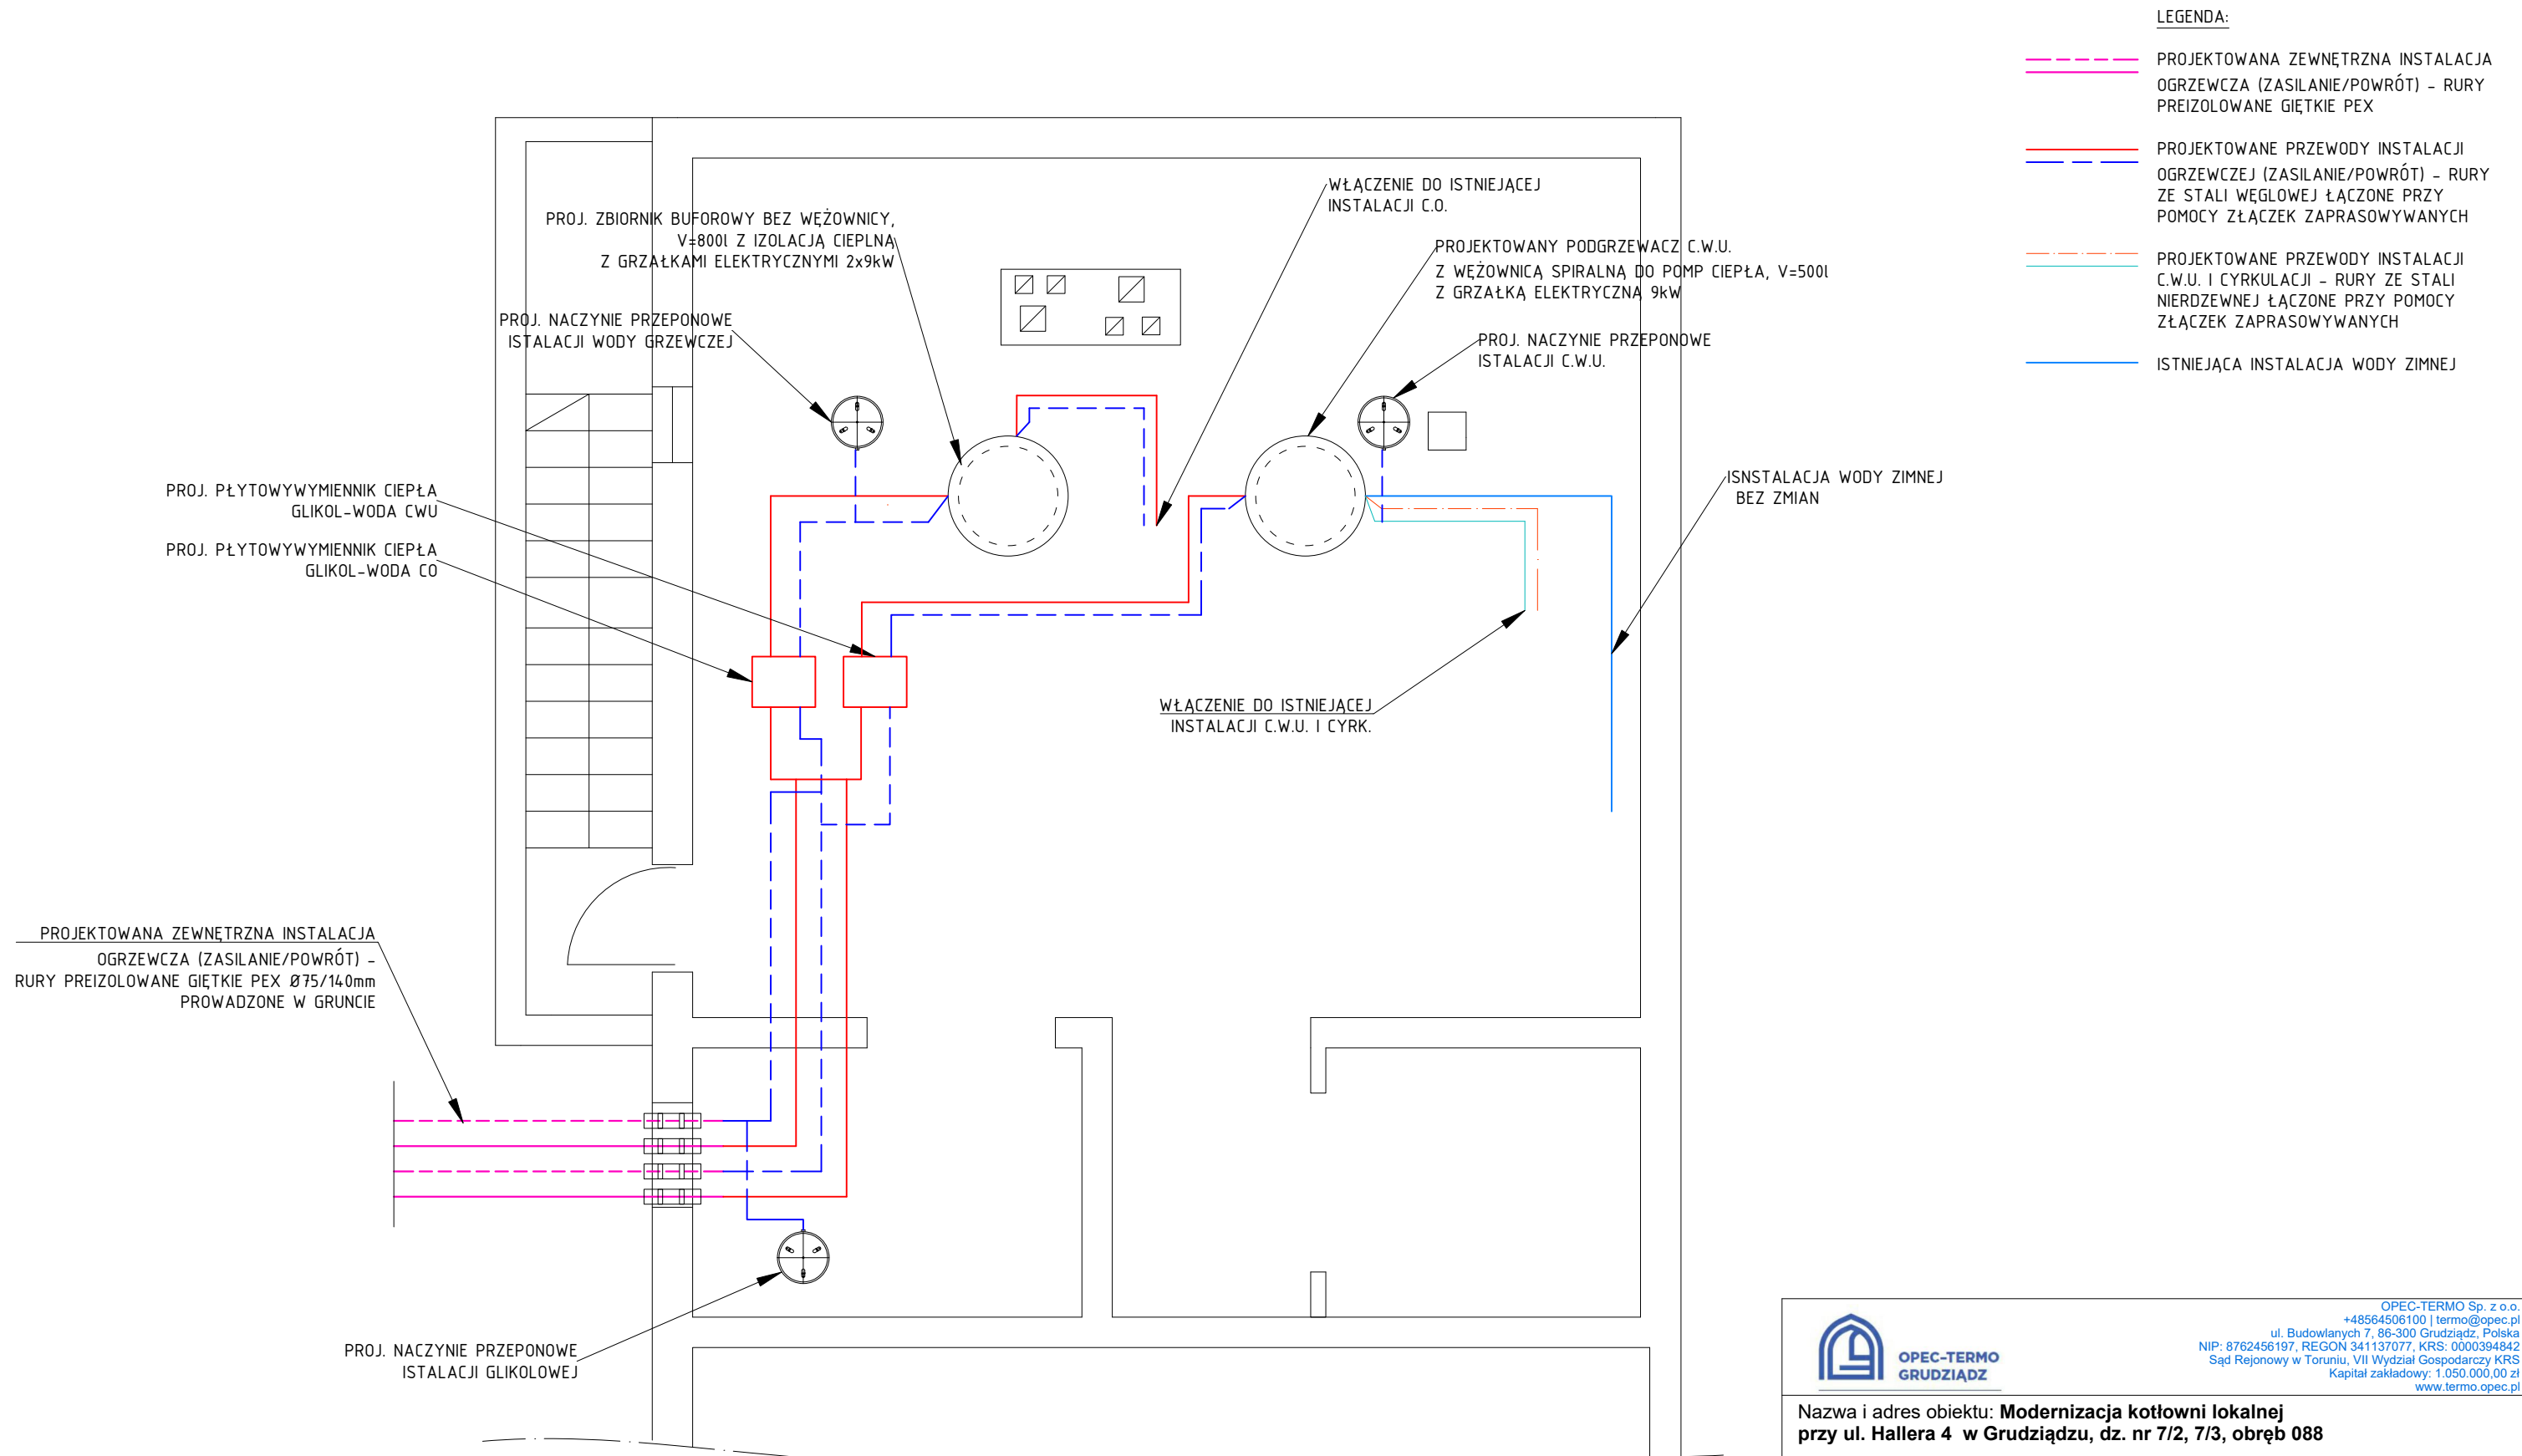 LEGENDA:
PROJEKTOWANA ZEWNĘTRZNA INSTALACJA
OGRZEWCZA (ZASILANIE/POWRÓT) - RURY
PREIZOLOWANE GIĘTKIE PEX
PROJEKTOWANE PRZEWODY INSTALACJI
OGRZEWCZEJ (ZASILANIE/POWRÓT) - RURY
ZE STALI WĘGLOWEJ ŁĄCZONE PRZY
POMOCY ZŁĄCZEK ZAPRASOWYWANYCH
PROJEKTOWANE PRZEWODY INSTALACJI
C.W.U. I CYRKULACJI - RURY ZE STALI
NIERDZEWNEJ ŁĄCZONE PRZY POMOCY
ZŁĄCZEK ZAPRASOWYWANYCH
ISTNIEJĄCA INSTALACJA WODY ZIMNEJ
WŁĄCZENIE DO ISTNIEJĄCEJ
INSTALACJI C.O.
PROJ. ZBIORNIK BUFOROWY BEZ WĘŻOWNICY,
V=800l Z IZOLACJĄ CIEPLNĄ
Z GRZAŁKAMI ELEKTRYCZNYMI 2x9kW
PROJEKTOWANY PODGRZEWACZ C.W.U.
Z WĘŻOWNICĄ SPIRALNĄ DO POMP CIEPŁA, V=500l
Z GRZAŁKĄ ELEKTRYCZNĄ 9kW
PROJ. NACZYNIE PRZEPONOWE
ISTALACJI WODY GRZEWCZEJ
PROJ. NACZYNIE PRZEPONOWE
ISTALACJI C.W.U.
PROJ. PŁYTOWYWYMIENNIK CIEPŁA
GLIKOL-WODA CWU
ISNSTALACJA WODY ZIMNEJ
BEZ ZMIAN
PROJ. PŁYTOWYWYMIENNIK CIEPŁA
GLIKOL-WODA CO
WŁĄCZENIE DO ISTNIEJĄCEJ
INSTALACJI C.W.U. I CYRK.
PROJEKTOWANA ZEWNĘTRZNA INSTALACJA
OGRZEWCZA (ZASILANIE/POWRÓT) -
RURY PREIZOLOWANE GIĘTKIE PEX Ø75/140mm
PROWADZONE W GRUNCIE
PROJ. NACZYNIE PRZEPONOWE
ISTALACJI GLIKOLOWEJ
OPEC-TERMO
GRUDZIĄDZ
OPEC-TERMO Sp. z o.o.
+48564506100 | termo@opec.pl
ul. Budowlanych 7, 86-300 Grudziądz, Polska
NIP: 8762456197, REGON 341137077, KRS: 0000394842
Sąd Rejonowy w Toruniu, VII Wydział Gospodarczy KRS
Kapitał zakładowy: 1.050.000,00 zł
www.termo.opec.pl
Nazwa i adres obiektu: Modernizacja kotłowni lokalnej
przy ul. Hallera 4 w Grudziądzu, dz. nr 7/2, 7/3, obręb 088